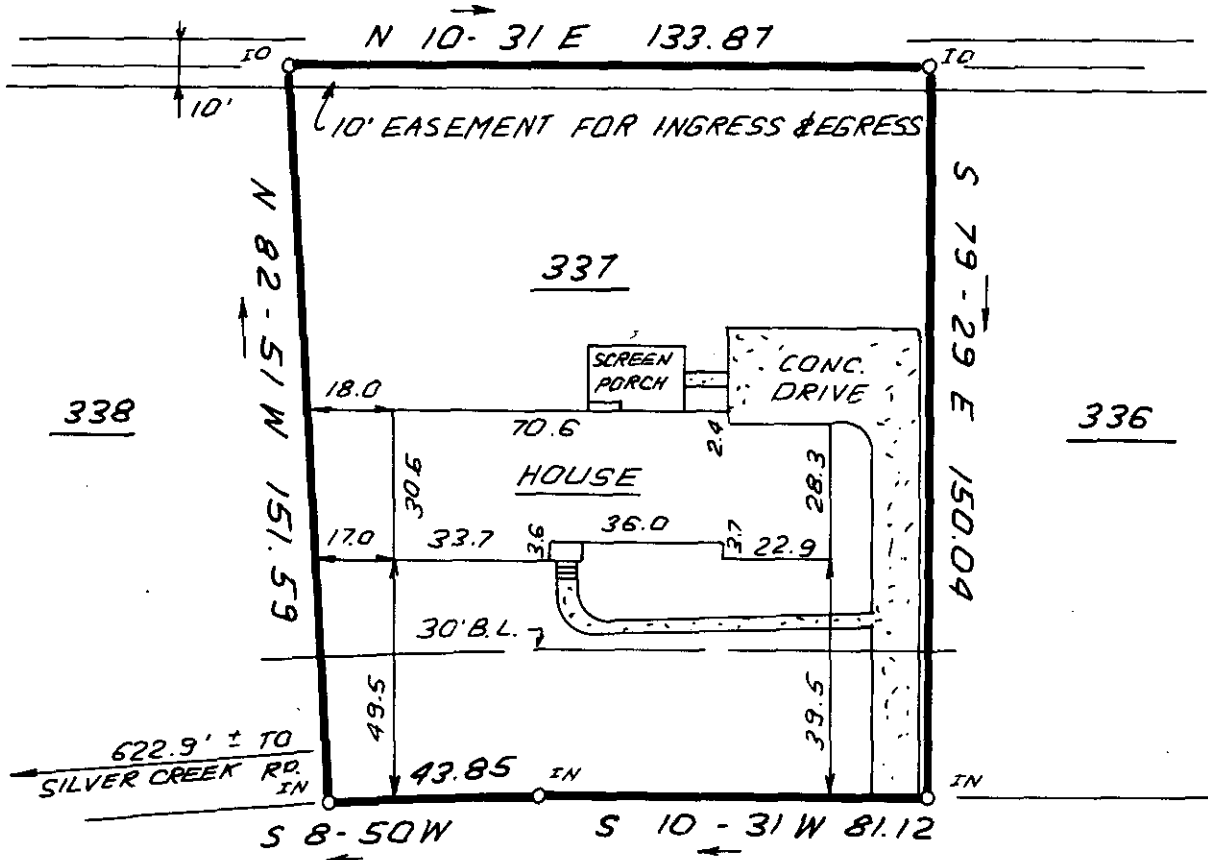 N 10-31 E 133.87
IO
IO
10'
10' EASEMENT FOR INGRESS & EGRESS
N 82-51 W 151.59
S 79-29 E 150.04
337
338
336
SCREEN
PORCH
CONC.
DRIVE
18.0
70.6
2.4
30.6
HOUSE
28.3
17.0
33.7
3.6
36.0
3.7
22.9
30' B.L.
49.5
39.5
622.9' ± TO
SILVER CREEK RD.
IN
43.85
IN
IN
S 8-50 W
S 10-31 W 81.12